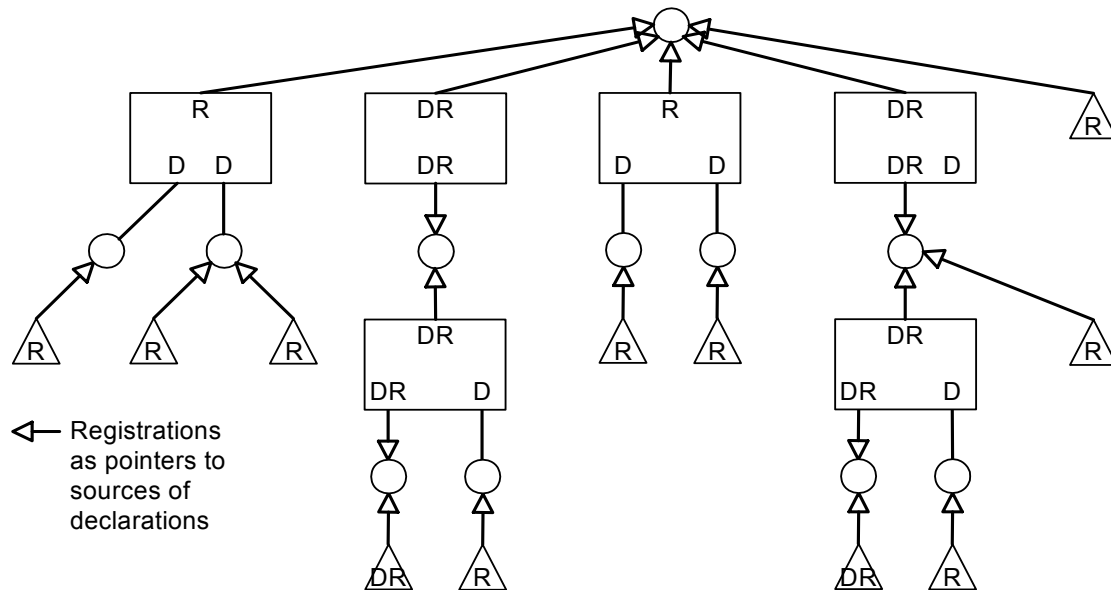 R DR R DR R
D D DR D D DR D
R R R DR R R DR R
DR D DR D
Registrations
as pointers to
sources of
declarations
DR R DR R